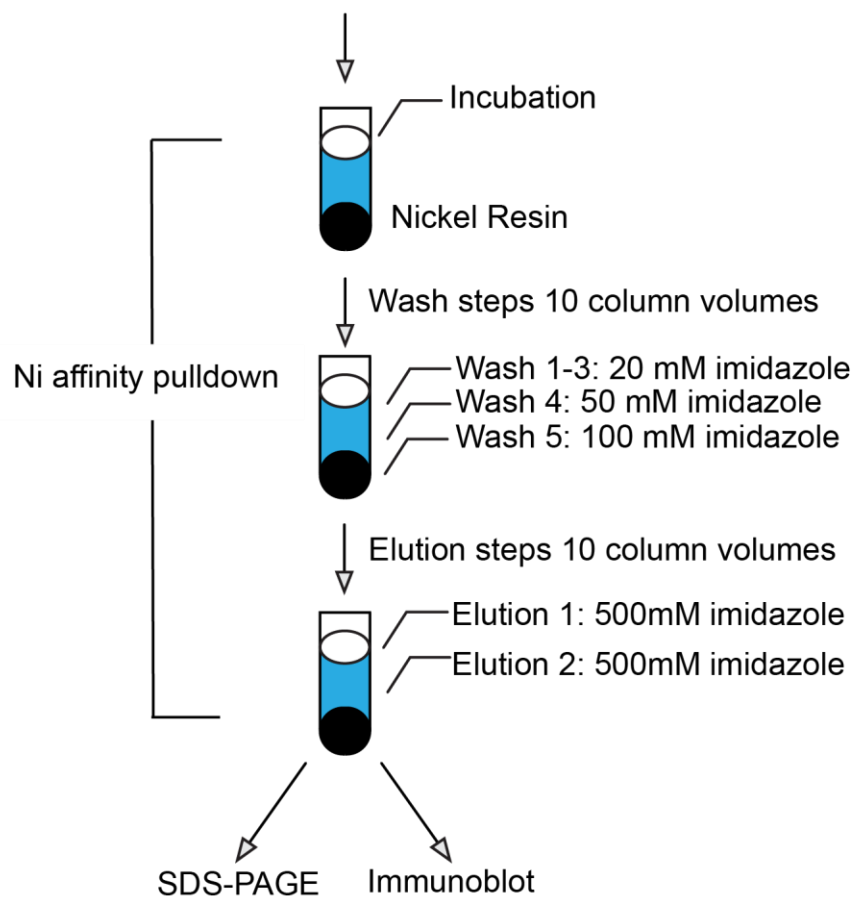 Incubation
Nickel Resin
Wash steps 10 column volumes
Ni affinity pulldown
Wash 1-3: 20 mM imidazole
Wash 4: 50 mM imidazole
Wash 5: 100 mM imidazole
Elution steps 10 column volumes
Elution 1: 500mM imidazole
Elution 2: 500mM imidazole
SDS-PAGE
Immunoblot